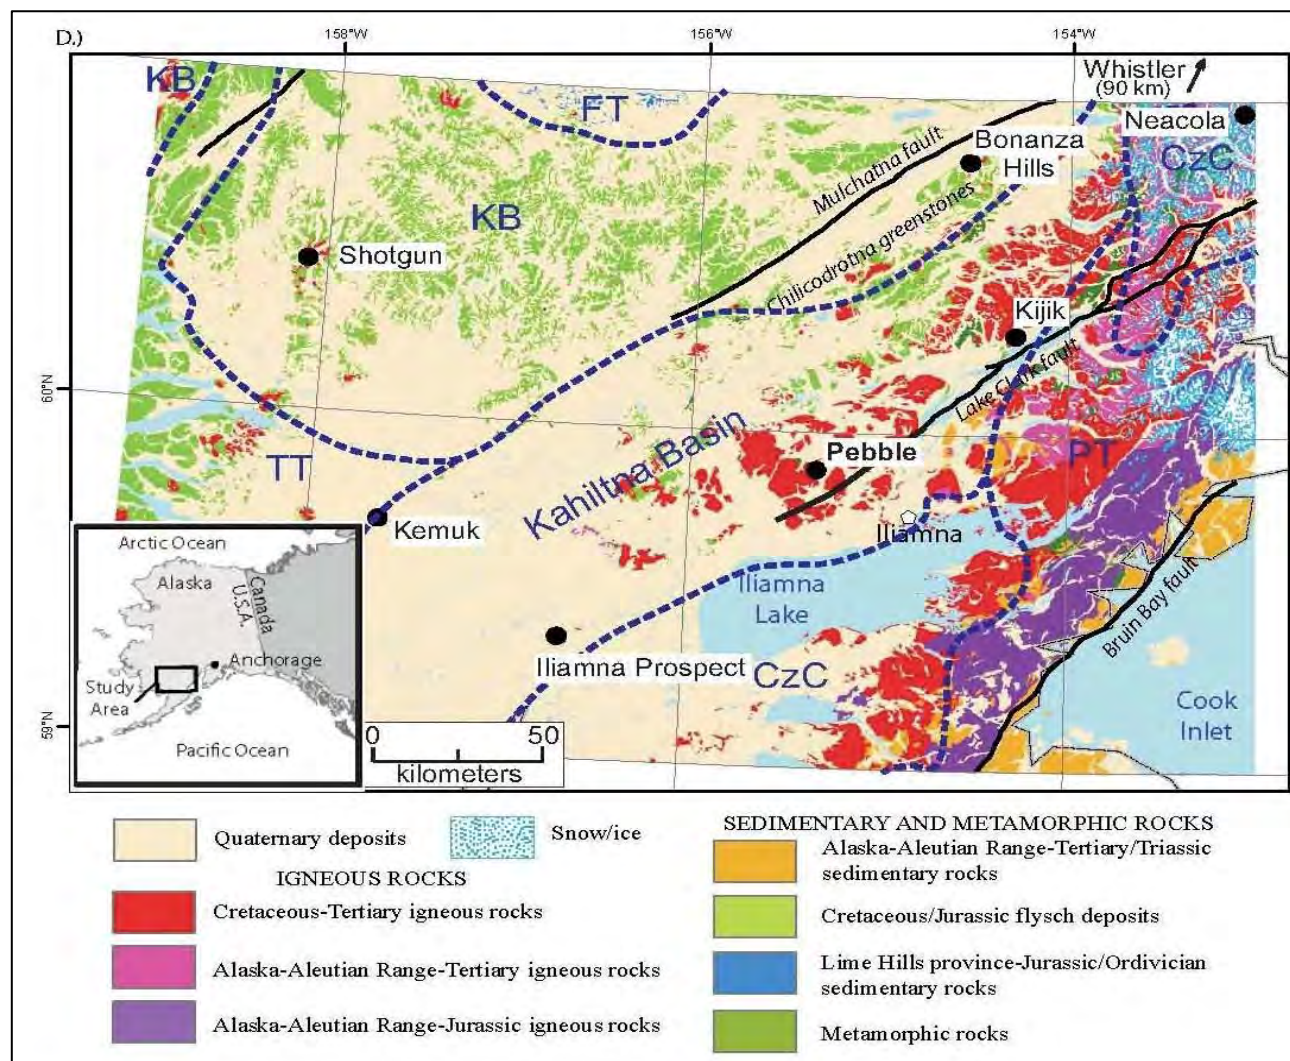 D.)
158°W
156°W
154°W
Whistler
(90 km)
KB
FT
Neacola
CzC
Bonanza
Hills
Mulchatna fault
KB
Chilicodrotna greenstones
Shotgun
Kijik
Lake Clark fault
60°N
Kahiltna Basin
Pebble
PT
TT
Kemuk
Iliamna
Iliamna
Lake
Bruin Bay fault
Iliamna Prospect
CzC
Cook
Inlet
59°N
0 50
kilometers
Arctic Ocean
Alaska
Canada
U.S.A.
Anchorage
Study
Area
Pacific Ocean
Quaternary deposits
Snow/ice
IGNEOUS ROCKS
Cretaceous-Tertiary igneous rocks
Alaska-Aleutian Range-Tertiary igneous rocks
Alaska-Aleutian Range-Jurassic igneous rocks
SEDIMENTARY AND METAMORPHIC ROCKS
Alaska-Aleutian Range-Tertiary/Triassic
sedimentary rocks
Cretaceous/Jurassic flysch deposits
Lime Hills province-Jurassic/Ordivician
sedimentary rocks
Metamorphic rocks